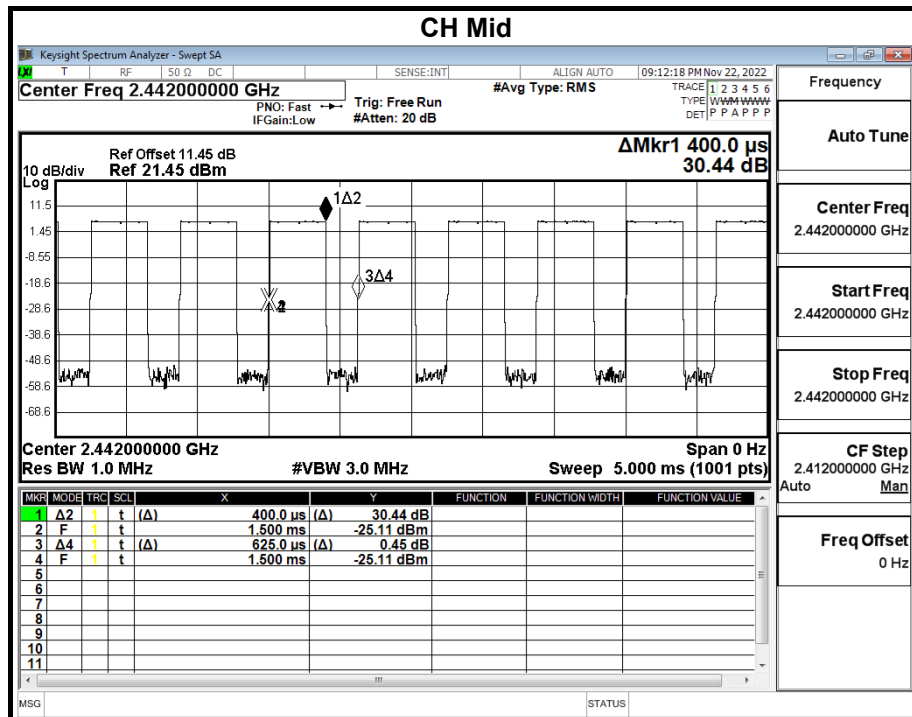 CH Mid
Keysight Spectrum Analyzer - Swept SA
LXI T RF 50 Ω DC SENSE:INT ALIGN AUTO 09:12:18 PM Nov 22, 2022
Center Freq 2.442000000 GHz
PNO: Fast
IFGain:Low
Trig: Free Run
#Atten: 20 dB
#Avg Type: RMS
TRACE 1 2 3 4 5 6
TYPE WWMWWW
DET P P A P P P
ΔMkr1 400.0 µs
30.44 dB
Ref Offset 11.45 dB
10 dB/div Ref 21.45 dBm
Log
11.5
1.45
-8.55
-18.6
-28.6
-38.6
-48.6
-58.6
-68.6
1Δ2
3Δ4
Center 2.442000000 GHz Span 0 Hz
Res BW 1.0 MHz #VBW 3.0 MHz Sweep 5.000 ms (1001 pts)
MKR MODE TRC SCL X Y FUNCTION FUNCTION WIDTH FUNCTION VALUE
1 Δ2 1 t (Δ) 400.0 µs (Δ) 30.44 dB
2 F 1 t 1.500 ms -25.11 dBm
3 Δ4 1 t (Δ) 625.0 µs (Δ) 0.45 dB
4 F 1 t 1.500 ms -25.11 dBm
5
6
7
8
9
10
11
MSG STATUS
Frequency
Auto Tune
Center Freq
2.442000000 GHz
Start Freq
2.442000000 GHz
Stop Freq
2.442000000 GHz
CF Step
2.412000000 GHz
Auto Man
Freq Offset
0 Hz